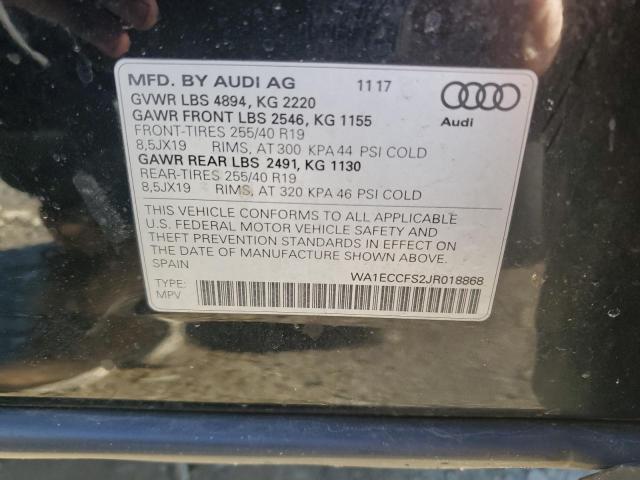 MFD. BY AUDI AG 11 17
GVWR LBS 4894, KG 2220
GAWR FRONT LBS 2546, KG 1155
FRONT-TIRES 255/40 R19
8,5JX19 RIMS, AT 300 KPA 44 PSI COLD
GAWR REAR LBS 2491, KG 1130
REAR-TIRES 255/40 R19
8,5JX19 RIMS, AT 320 KPA 46 PSI COLD
Audi
THIS VEHICLE CONFORMS TO ALL APPLICABLE
U.S. FEDERAL MOTOR VEHICLE SAFETY AND
THEFT PREVENTION STANDARDS IN EFFECT ON
THE DATE OF MANUFACTURE SHOWN ABOVE.
SPAIN WA1ECCFS2JR018868
TYPE:
MPV